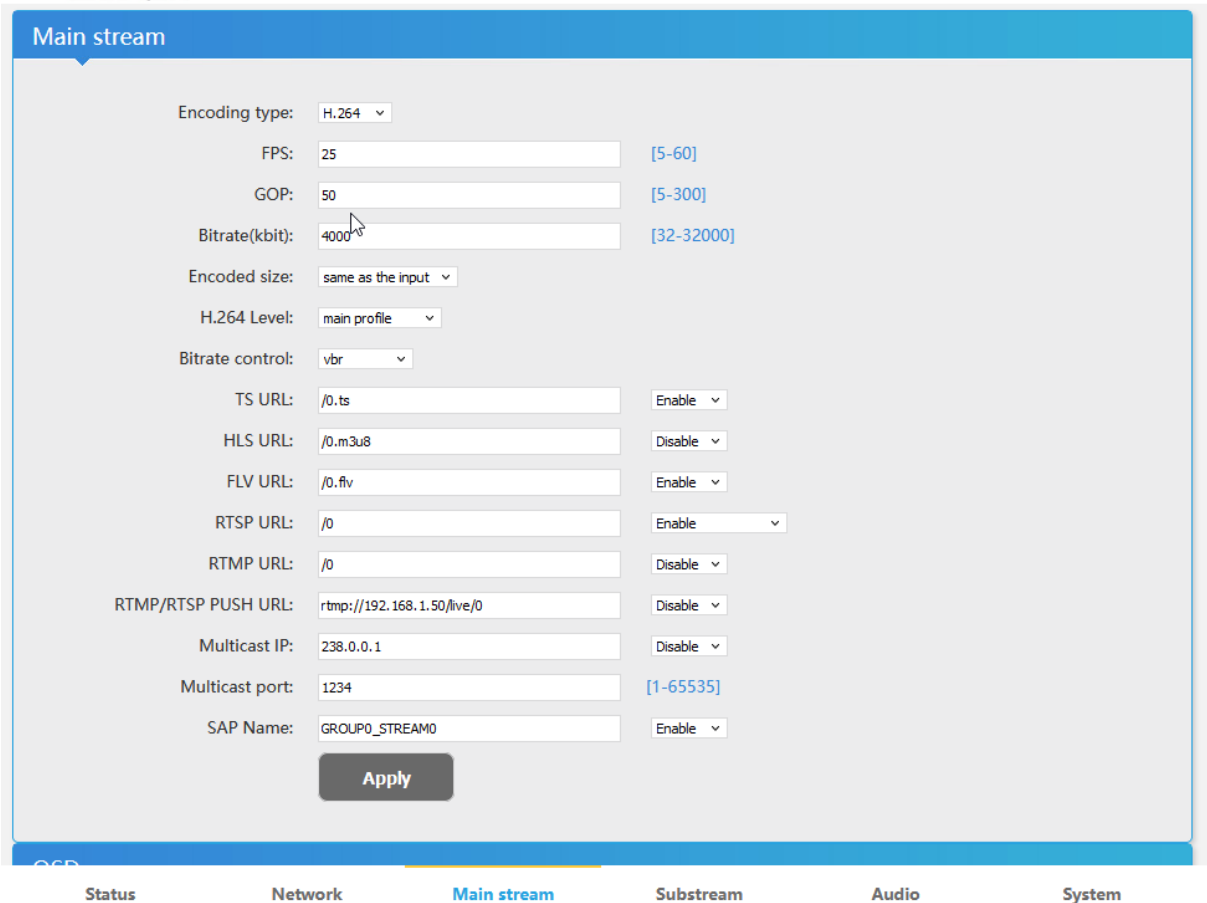 Main stream
Encoding type: H.264
FPS: 25 [5-60]
GOP: 50 [5-300]
Bitrate(kbit): 4000 [32-32000]
Encoded size: same as the input
H.264 Level: main profile
Bitrate control: vbr
TS URL: /0.ts Enable
HLS URL: /0.m3u8 Disable
FLV URL: /0.flv Enable
RTSP URL: /0 Enable
RTMP URL: /0 Disable
RTMP/RTSP PUSH URL: rtmp://192.168.1.50/live/0 Disable
Multicast IP: 238.0.0.1 Disable
Multicast port: 1234 [1-65535]
SAP Name: GROUP0_STREAM0 Enable
Apply
OSD
Status Network Main stream Substream Audio System